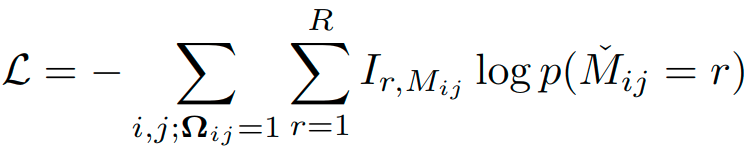 $\mathcal{L} = - \sum_{i,j;\mathbf{\Omega}_{ij}=1} \sum_{r=1}^{R} I_{r,M_{ij}} \log p(\check{M}_{ij} = r)$